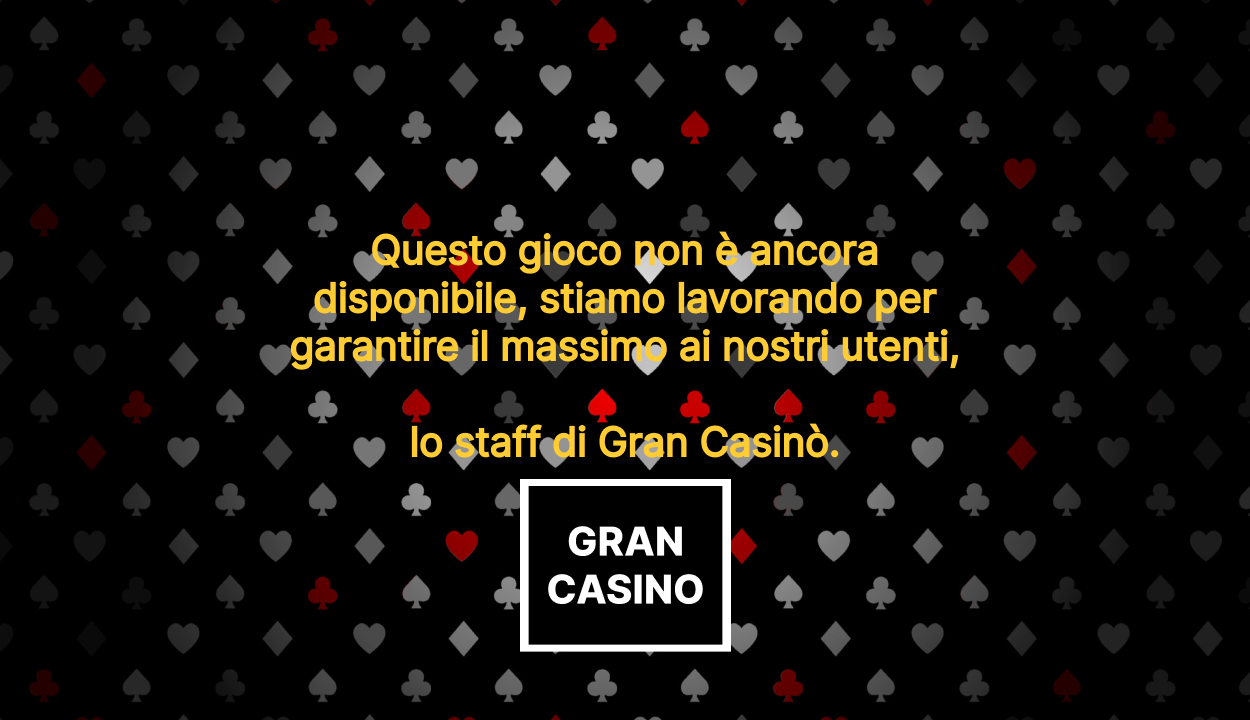 Questo gioco non è ancora
disponibile, stiamo lavorando per
garantire il massimo ai nostri utenti,
lo staff di Gran Casinò.
GRAN
CASINO